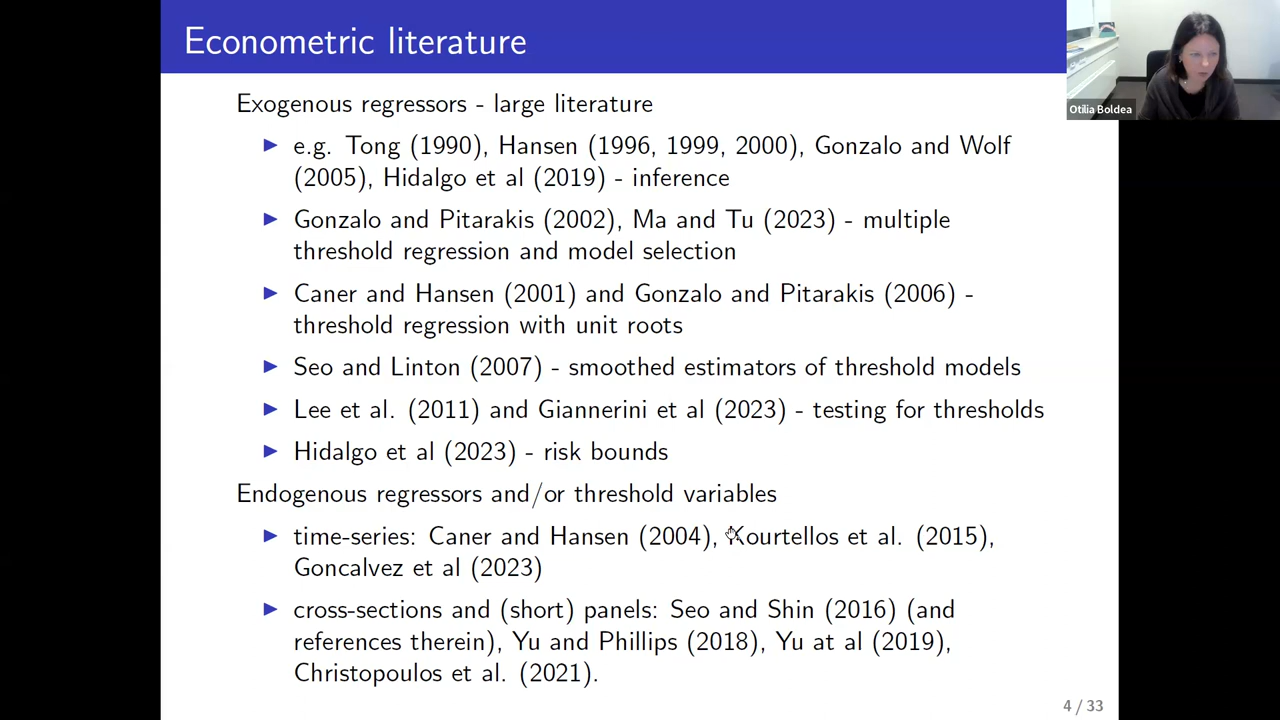 Econometric literature
Otilia Boldea
Exogenous regressors - large literature
e.g. Tong (1990), Hansen (1996, 1999, 2000), Gonzalo and Wolf
(2005), Hidalgo et al (2019) - inference
Gonzalo and Pitarakis (2002), Ma and Tu (2023) - multiple
threshold regression and model selection
Caner and Hansen (2001) and Gonzalo and Pitarakis (2006) -
threshold regression with unit roots
Seo and Linton (2007) - smoothed estimators of threshold models
Lee et al. (2011) and Giannerini et al (2023) - testing for thresholds
Hidalgo et al (2023) - risk bounds
Endogenous regressors and/or threshold variables
time-series: Caner and Hansen (2004), Kourtellos et al. (2015),
Goncalvez et al (2023)
cross-sections and (short) panels: Seo and Shin (2016) (and
references therein), Yu and Phillips (2018), Yu at al (2019),
Christopoulos et al. (2021).
4 / 33